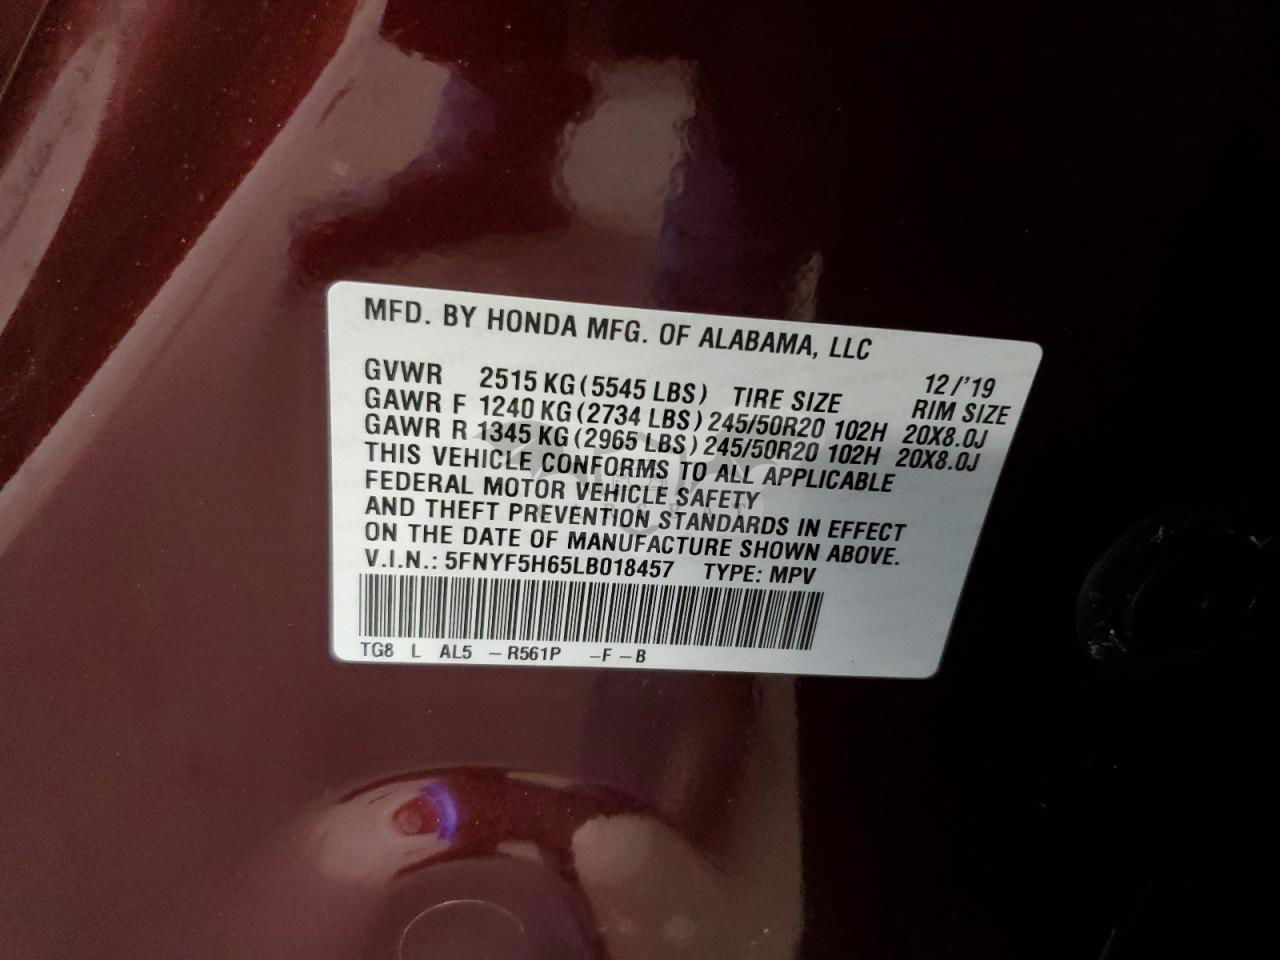 MFD. BY HONDA MFG. OF ALABAMA, LLC
12/'19
GVWR 2515 KG (5545 LBS) TIRE SIZE RIM SIZE
GAWR F 1240 KG (2734 LBS) 245/50R20 102H 20X8.0J
GAWR R 1345 KG (2965 LBS) 245/50R20 102H 20X8.0J
THIS VEHICLE CONFORMS TO ALL APPLICABLE
FEDERAL MOTOR VEHICLE SAFETY
AND THEFT PREVENTION STANDARDS IN EFFECT
ON THE DATE OF MANUFACTURE SHOWN ABOVE.
V.I.N.: 5FNYF5H65LB018457 TYPE: MPV
TG8 L AL5 -R561P -F-B